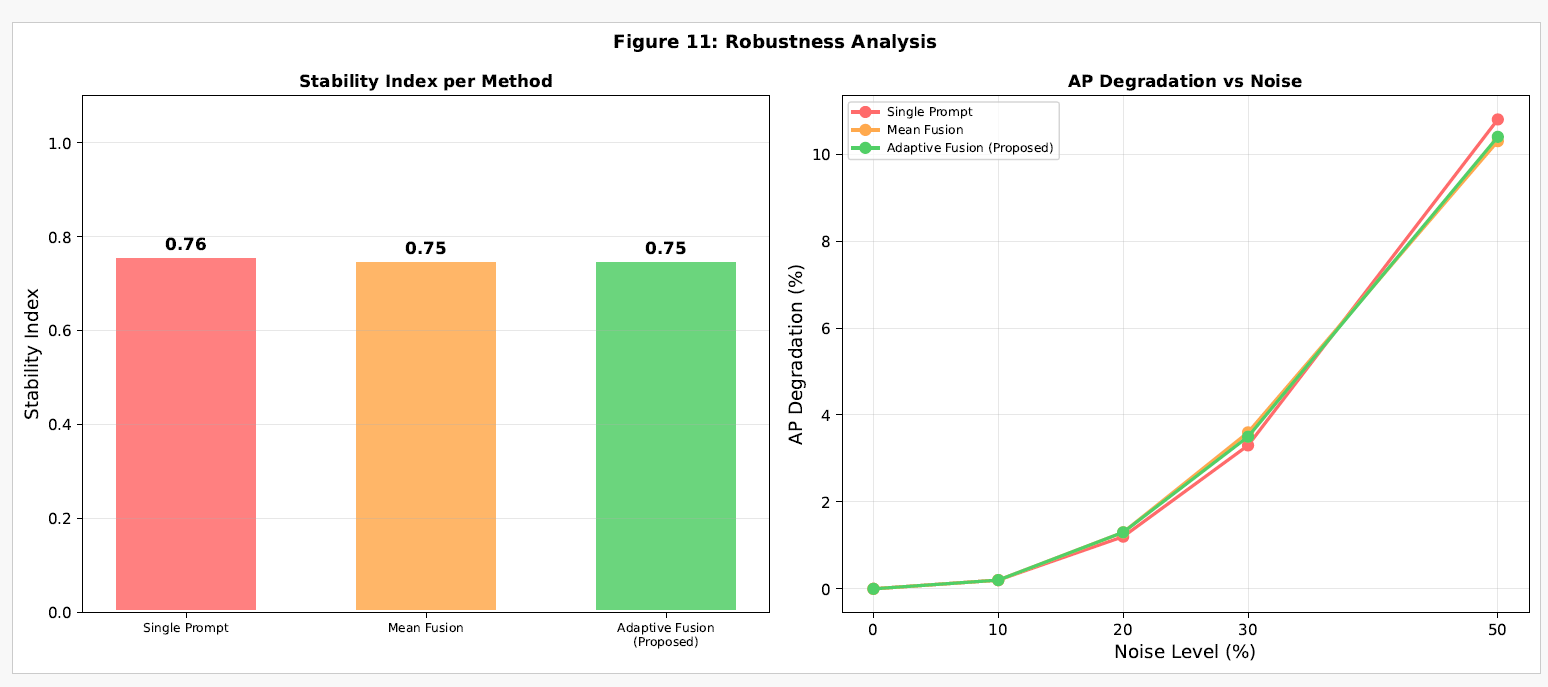 Figure 11: Robustness Analysis
Stability Index per Method
Stability Index
1.0
0.8
0.6
0.4
0.2
0.0
0.76
0.75
0.75
Single Prompt
Mean Fusion
Adaptive Fusion
(Proposed)
AP Degradation vs Noise
Single Prompt
Mean Fusion
Adaptive Fusion (Proposed)
AP Degradation (%)
10
8
6
4
2
0
0
10
20
30
50
Noise Level (%)